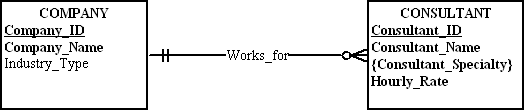 COMPANY
Company_ID
Company_Name
Industry_Type
Works_for
CONSULTANT
Consultant_ID
Consultant_Name
{Consultant_Specialty}
Hourly_Rate